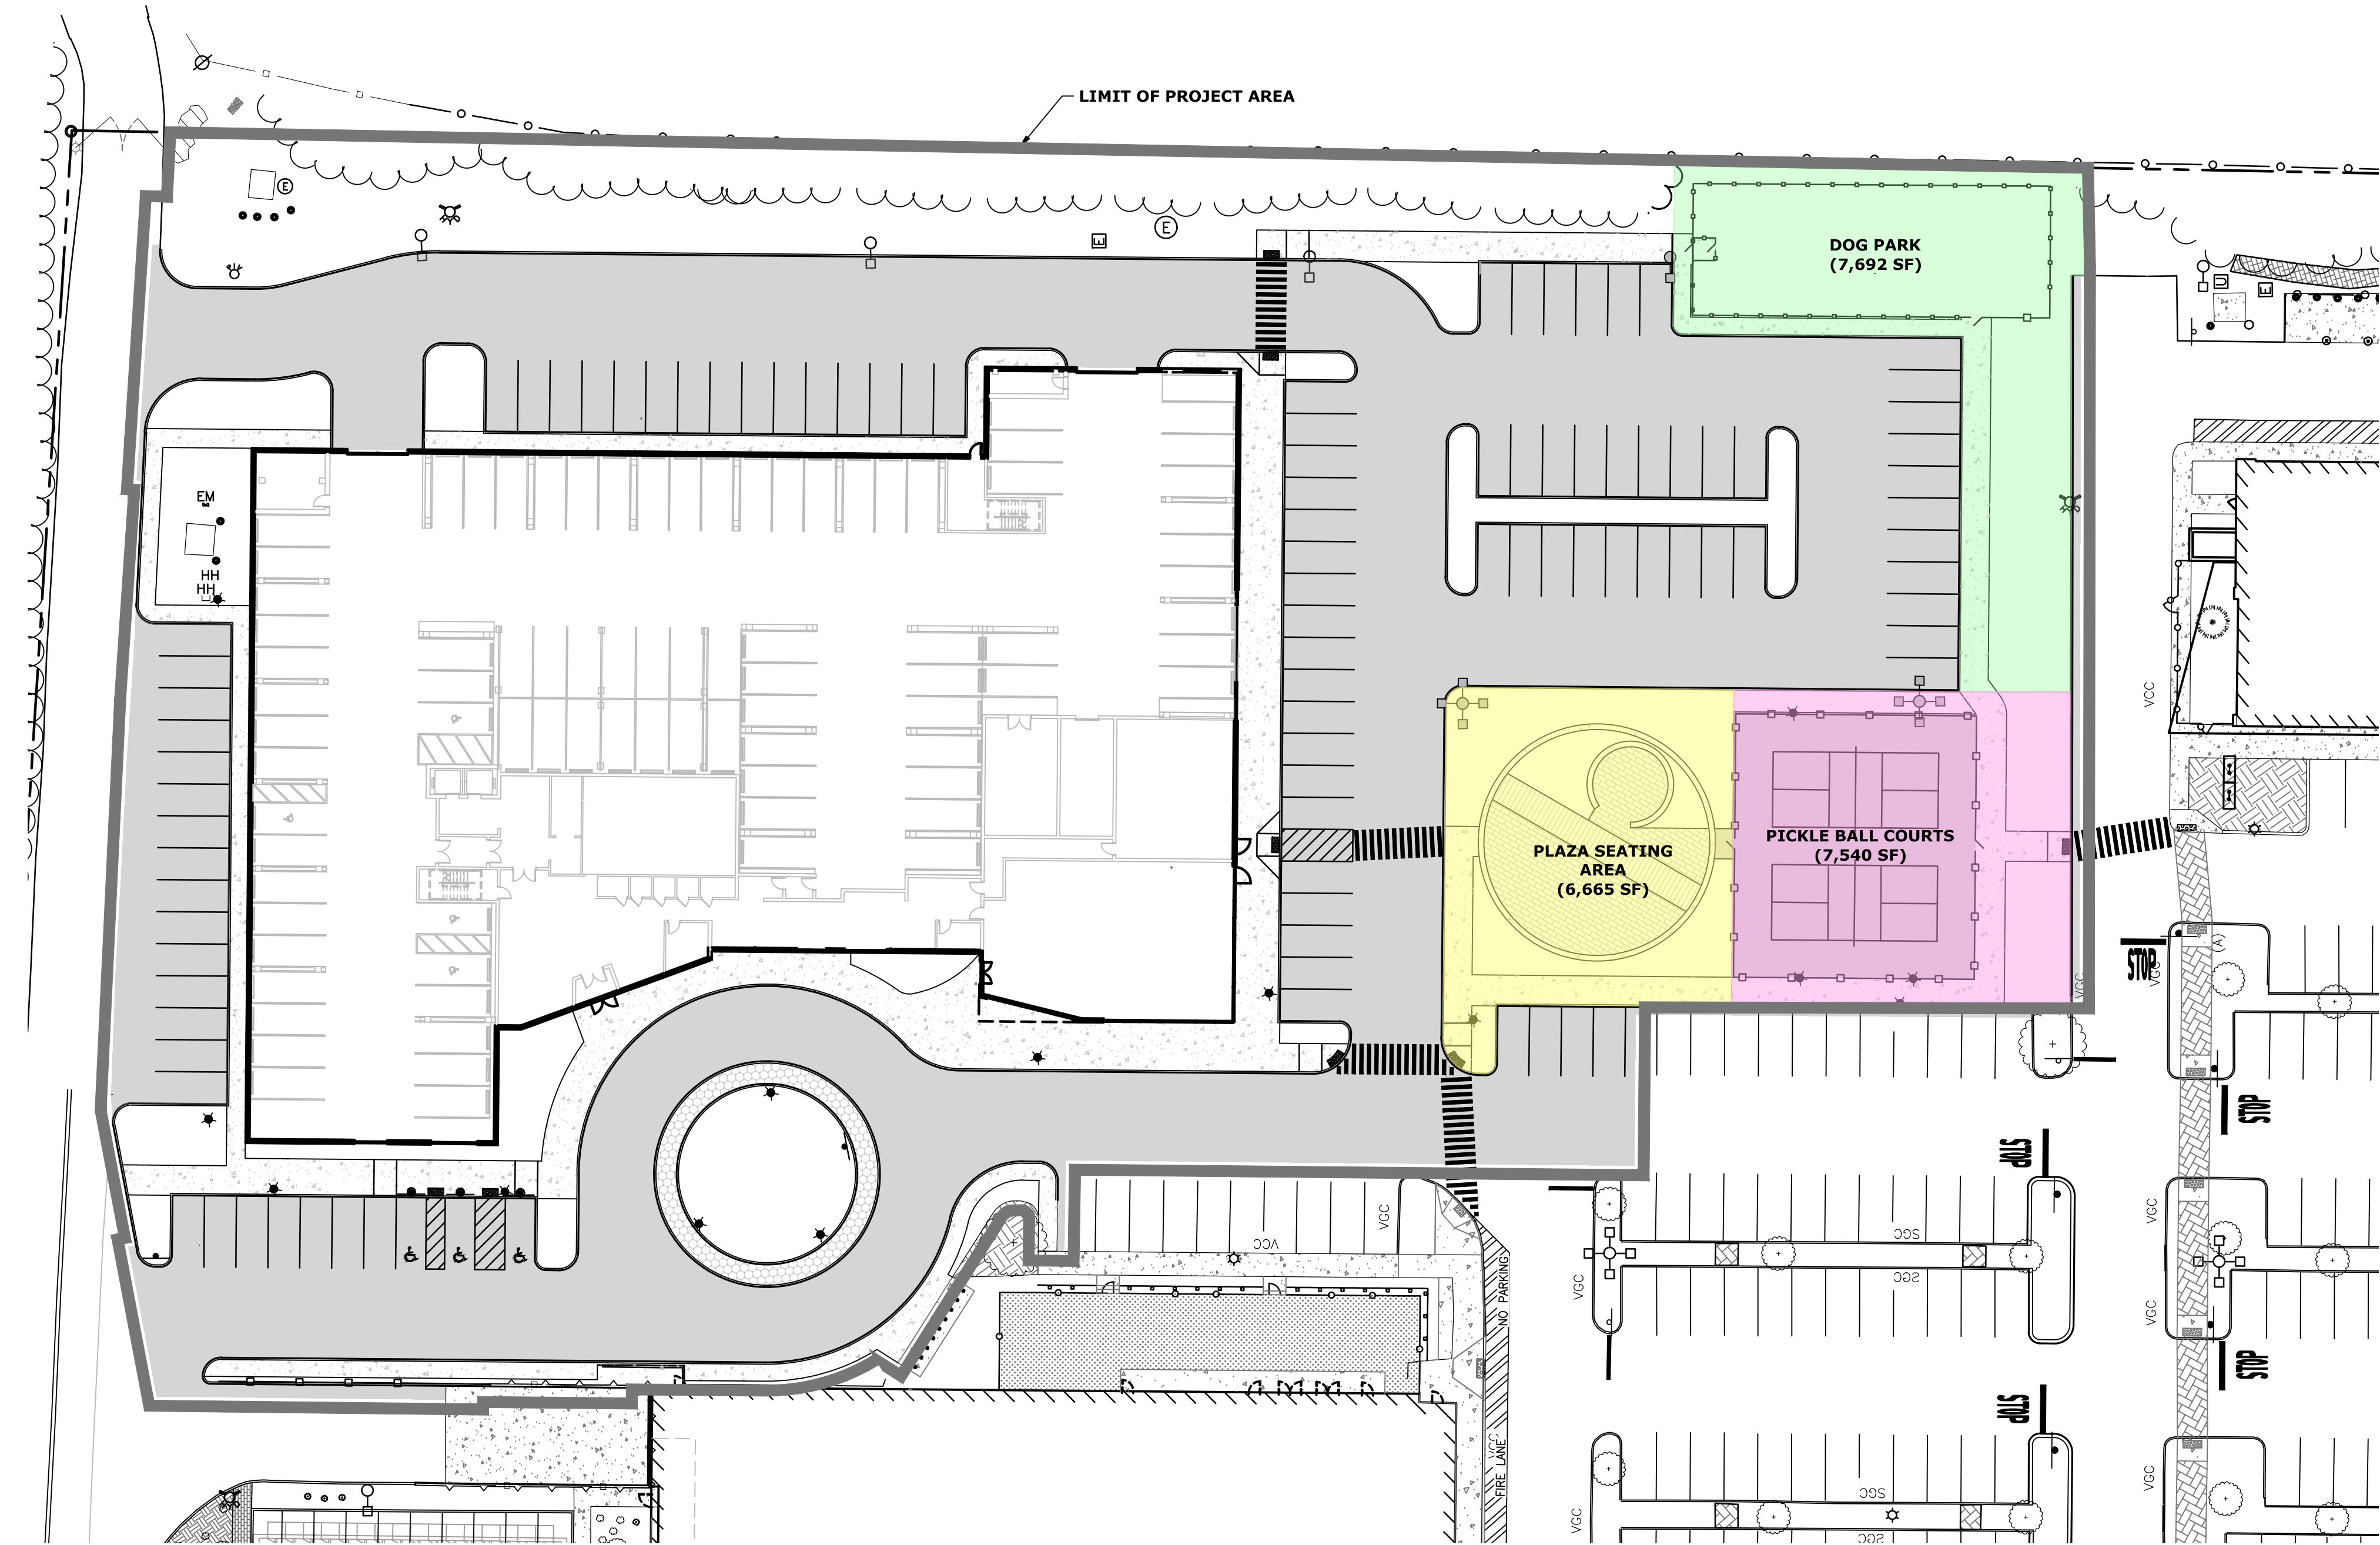 LIMIT OF PROJECT AREA
E
E
E
DOG PARK
(7,692 SF)
U
E
EM
E
HH
HH
VCC
PLAZA SEATING
AREA
(6,665 SF)
PICKLE BALL COURTS
(7,540 SF)
STOP
VGC
(A)
VGC
STOP
STOP
VGC
VCC
VGC
SGC
SGC
VGC
VGC
NO PARKING
STOP
STOP
VGC
FIRE LANE
VGC
SGC
SGC
VGC